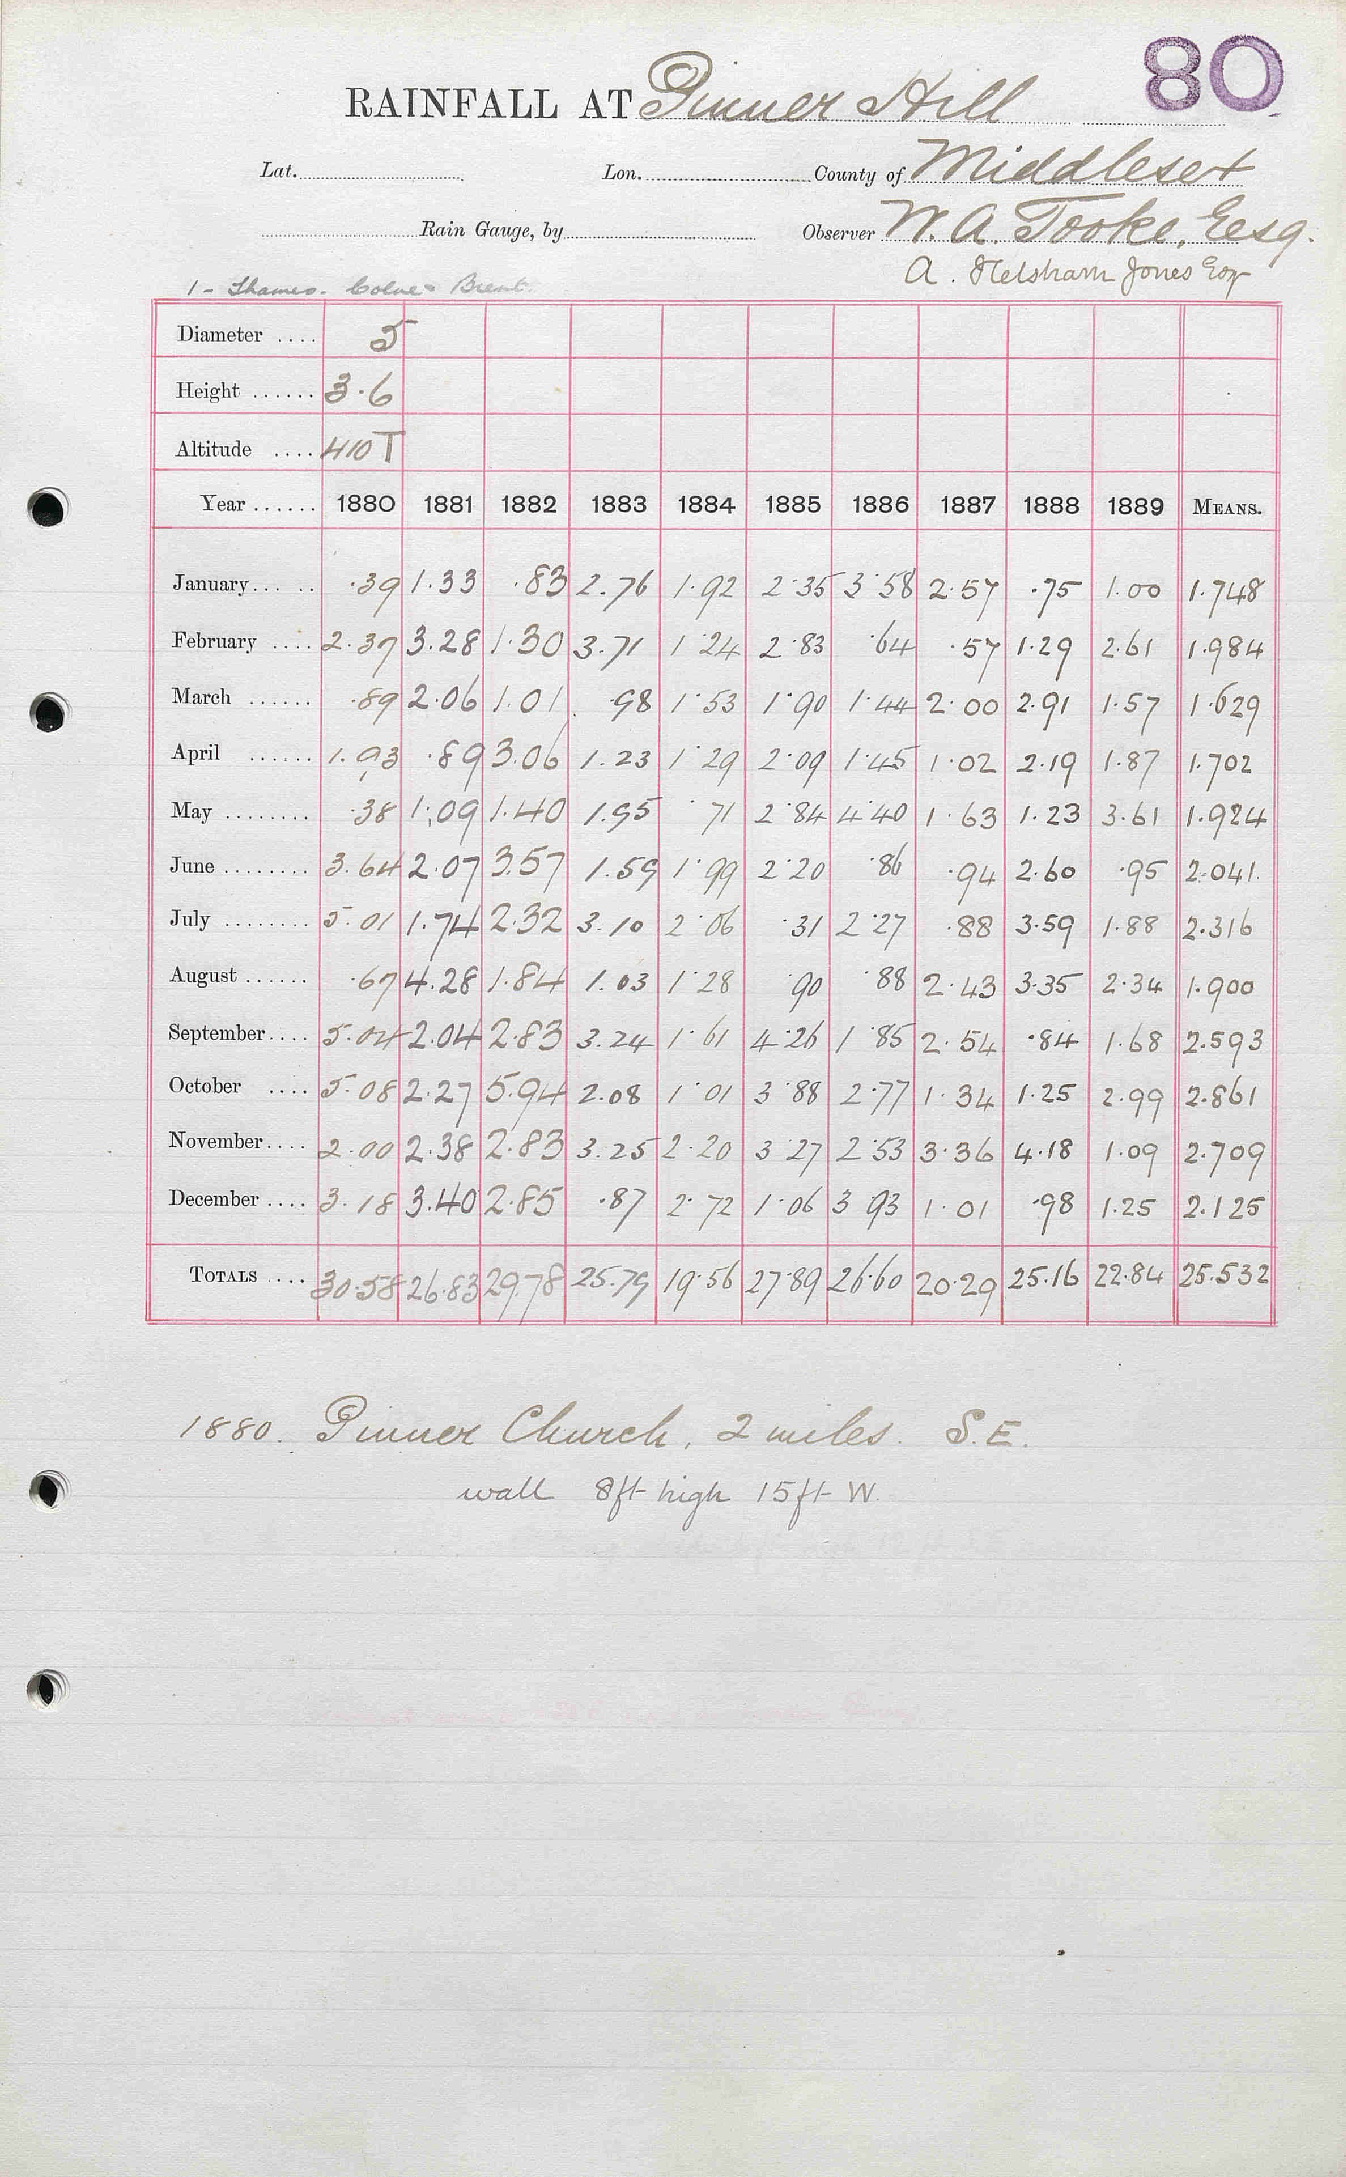 80
RAINFALL AT Pinner Hill
Lat. Lon. County of Middlesex
Rain Gauge, by Observer W. A. Tooke, Esq.
A. Helsham Jones Esq
1 - Thames. Colne & Brent.
Diameter .... 5
Height ...... 3.6
Altitude .... 410 T
Year ...... 1880 1881 1882 1883 1884 1885 1886 1887 1888 1889 MEANS.
January ... .. .39 1.33 .83 2.76 1.92 2.35 3.58 2.57 .75 1.00 1.748
February .... 2.37 3.28 1.30 3.71 1.24 2.83 .64 .57 1.29 2.61 1.984
March ...... .89 2.06 1.01 .98 1.53 1.90 1.44 2.00 2.91 1.57 1.629
April ...... 1.93 .89 3.06 1.23 1.29 2.09 1.45 1.02 2.19 1.87 1.702
May ........ .38 1.09 1.40 1.95 .71 2.84 4.40 1.63 1.23 3.61 1.924
June ........ 3.64 2.07 3.57 1.59 1.99 2.20 .86 .94 2.60 .95 2.041
July ........ 5.01 1.74 2.32 3.10 2.06 .31 2.27 .88 3.59 1.88 2.316
August ...... .67 4.28 1.84 1.03 1.28 .90 .88 2.43 3.35 2.34 1.900
September .... 5.04 2.04 2.83 3.24 1.61 4.26 1.85 2.54 .84 1.68 2.593
October .... 5.08 2.27 5.94 2.08 1.01 3.88 2.77 1.34 1.25 2.99 2.861
November .... 2.00 2.38 2.83 3.25 2.20 3.27 2.53 3.36 4.18 1.09 2.709
December .... 3.18 3.40 2.85 .87 2.72 1.06 3.93 1.01 .98 1.25 2.125
TOTALS .... 30.58 26.83 29.78 25.79 19.56 27.89 26.60 20.29 25.16 22.84 25.532
1880. Pinner Church, 2 miles. S.E.
wall 8ft high 15ft W.